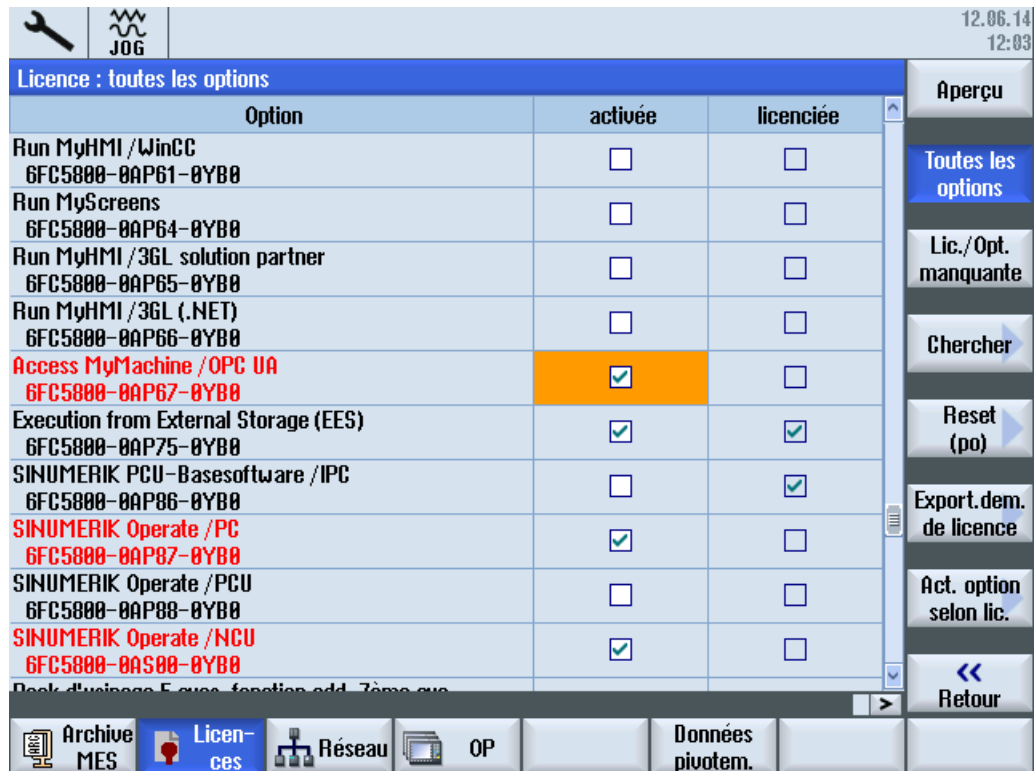 12.06.14
JOG
12:03
Licence : toutes les options
Aperçu
Option activée licenciée
Run MyHMI /WinCC
6FC5800-0AP61-0YB0
Toutes les
options
Run MyScreens
6FC5800-0AP64-0YB0
Run MyHMI /3GL solution partner
6FC5800-0AP65-0YB0
Lic./Opt.
manquante
Run MyHMI /3GL (.NET)
6FC5800-0AP66-0YB0
Chercher
Access MyMachine /OPC UA
6FC5800-0AP67-0YB0
Execution from External Storage (EES)
6FC5800-0AP75-0YB0
Reset
(po)
SINUMERIK PCU-Basesoftware /IPC
6FC5800-0AP86-0YB0
Export.dem.
de licence
SINUMERIK Operate /PC
6FC5800-0AP87-0YB0
SINUMERIK Operate /PCU
6FC5800-0AP88-0YB0
Act. option
selon lic.
SINUMERIK Operate /NCU
6FC5800-0AS00-0YB0
<<
Retour
>
Archive
MES
Licen-
ces
Réseau
OP
Données
pivotem.